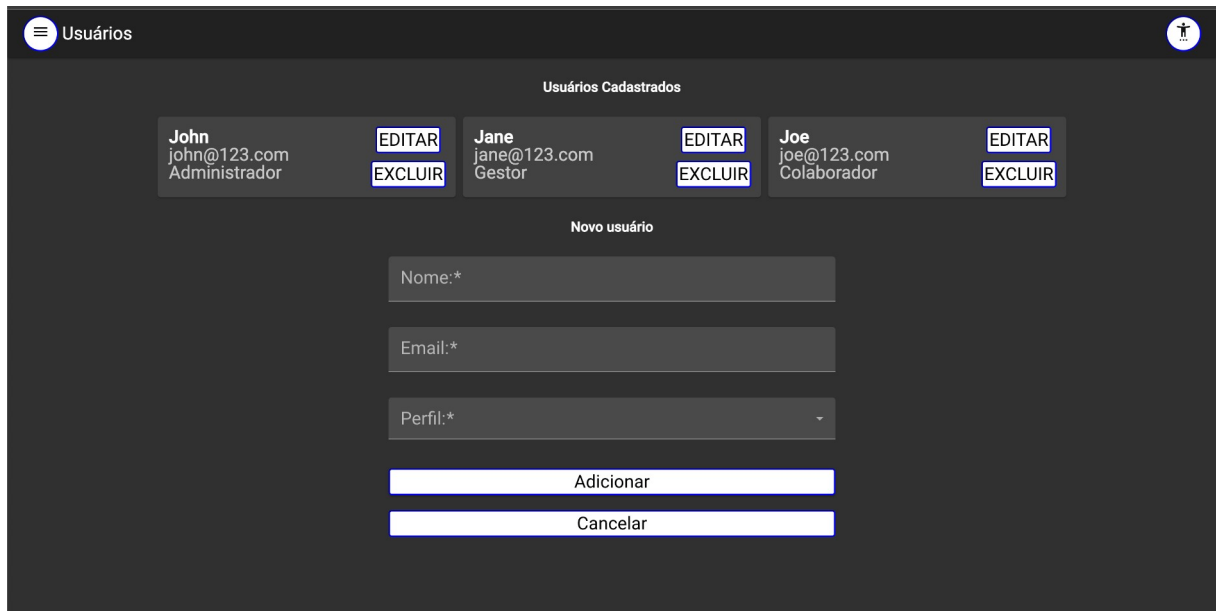 Usuários
Usuários Cadastrados
John
john@123.com
Administrador
EDITAR
EXCLUIR
Jane
jane@123.com
Gestor
EDITAR
EXCLUIR
Joe
joe@123.com
Colaborador
EDITAR
EXCLUIR
Novo usuário
Nome:*
Email:*
Perfil:*
Adicionar
Cancelar